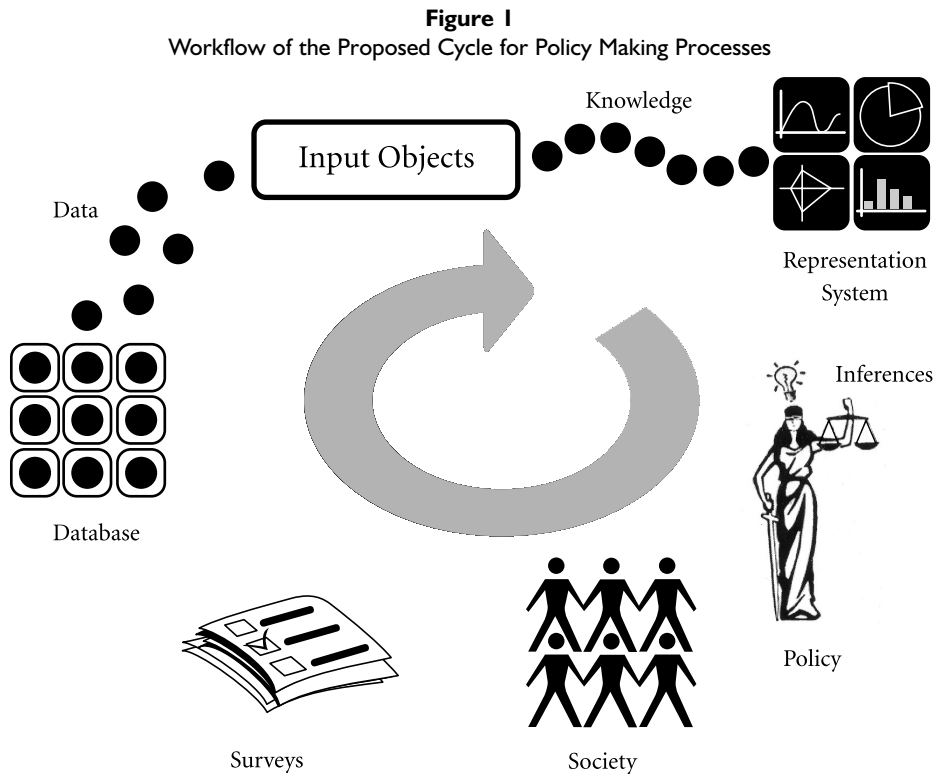 Figure 1
Workflow of the Proposed Cycle for Policy Making Processes
Knowledge
Input Objects
Data
Representation
System
Inferences
Database
Policy
Surveys
Society